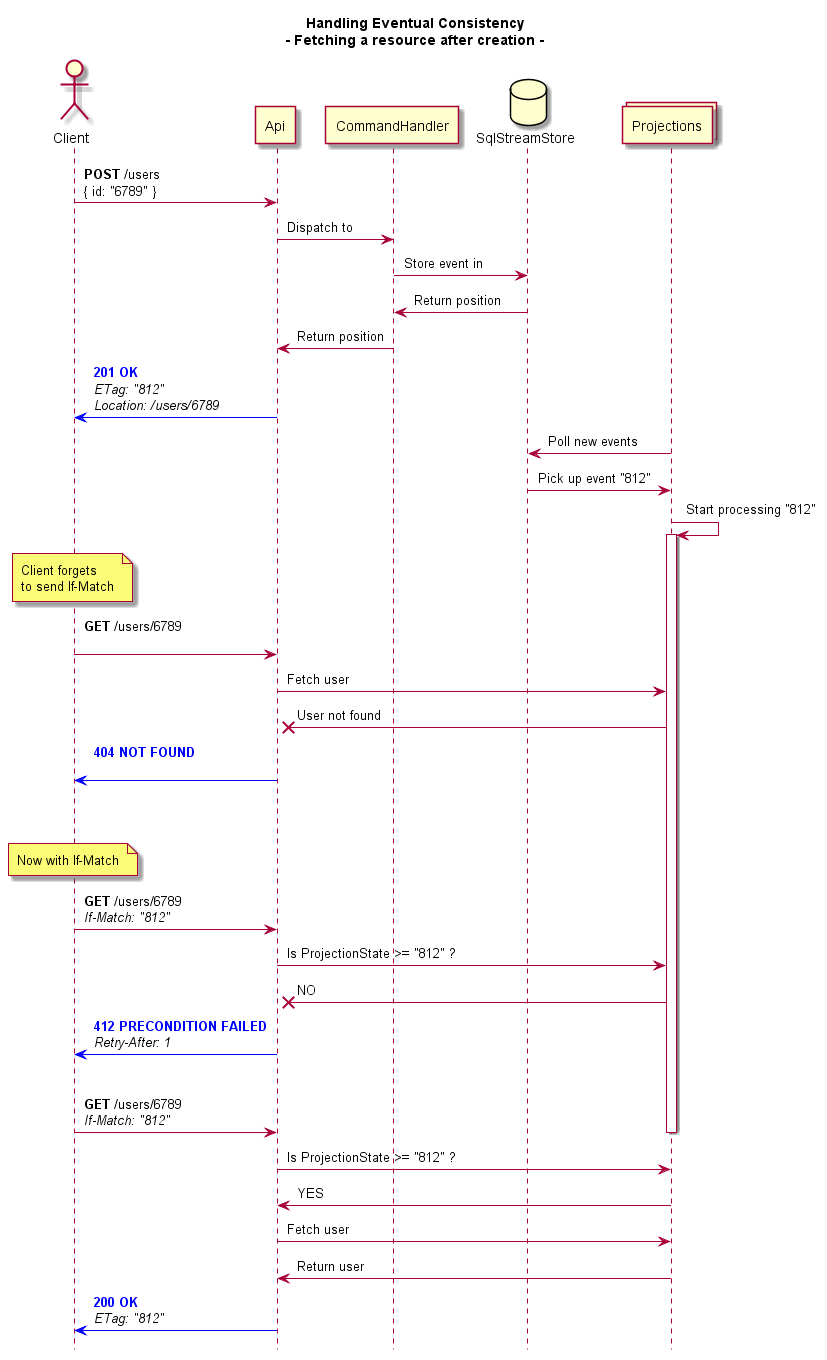 Handling Eventual Consistency
- Fetching a resource after creation -
Client
Api
CommandHandler
SqlStreamStore
Projections
POST /users
{ id: "6789" }
Dispatch to
Store event in
Return position
Return position
201 OK
ETag: "812"
Location: /users/6789
Poll new events
Pick up event "812"
Start processing "812"
Client forgets
to send If-Match
GET /users/6789
Fetch user
User not found
404 NOT FOUND
Now with If-Match
GET /users/6789
If-Match: "812"
Is ProjectionState >= "812" ?
NO
412 PRECONDITION FAILED
Retry-After: 1
GET /users/6789
If-Match: "812"
Is ProjectionState >= "812" ?
YES
Fetch user
Return user
200 OK
ETag: "812"